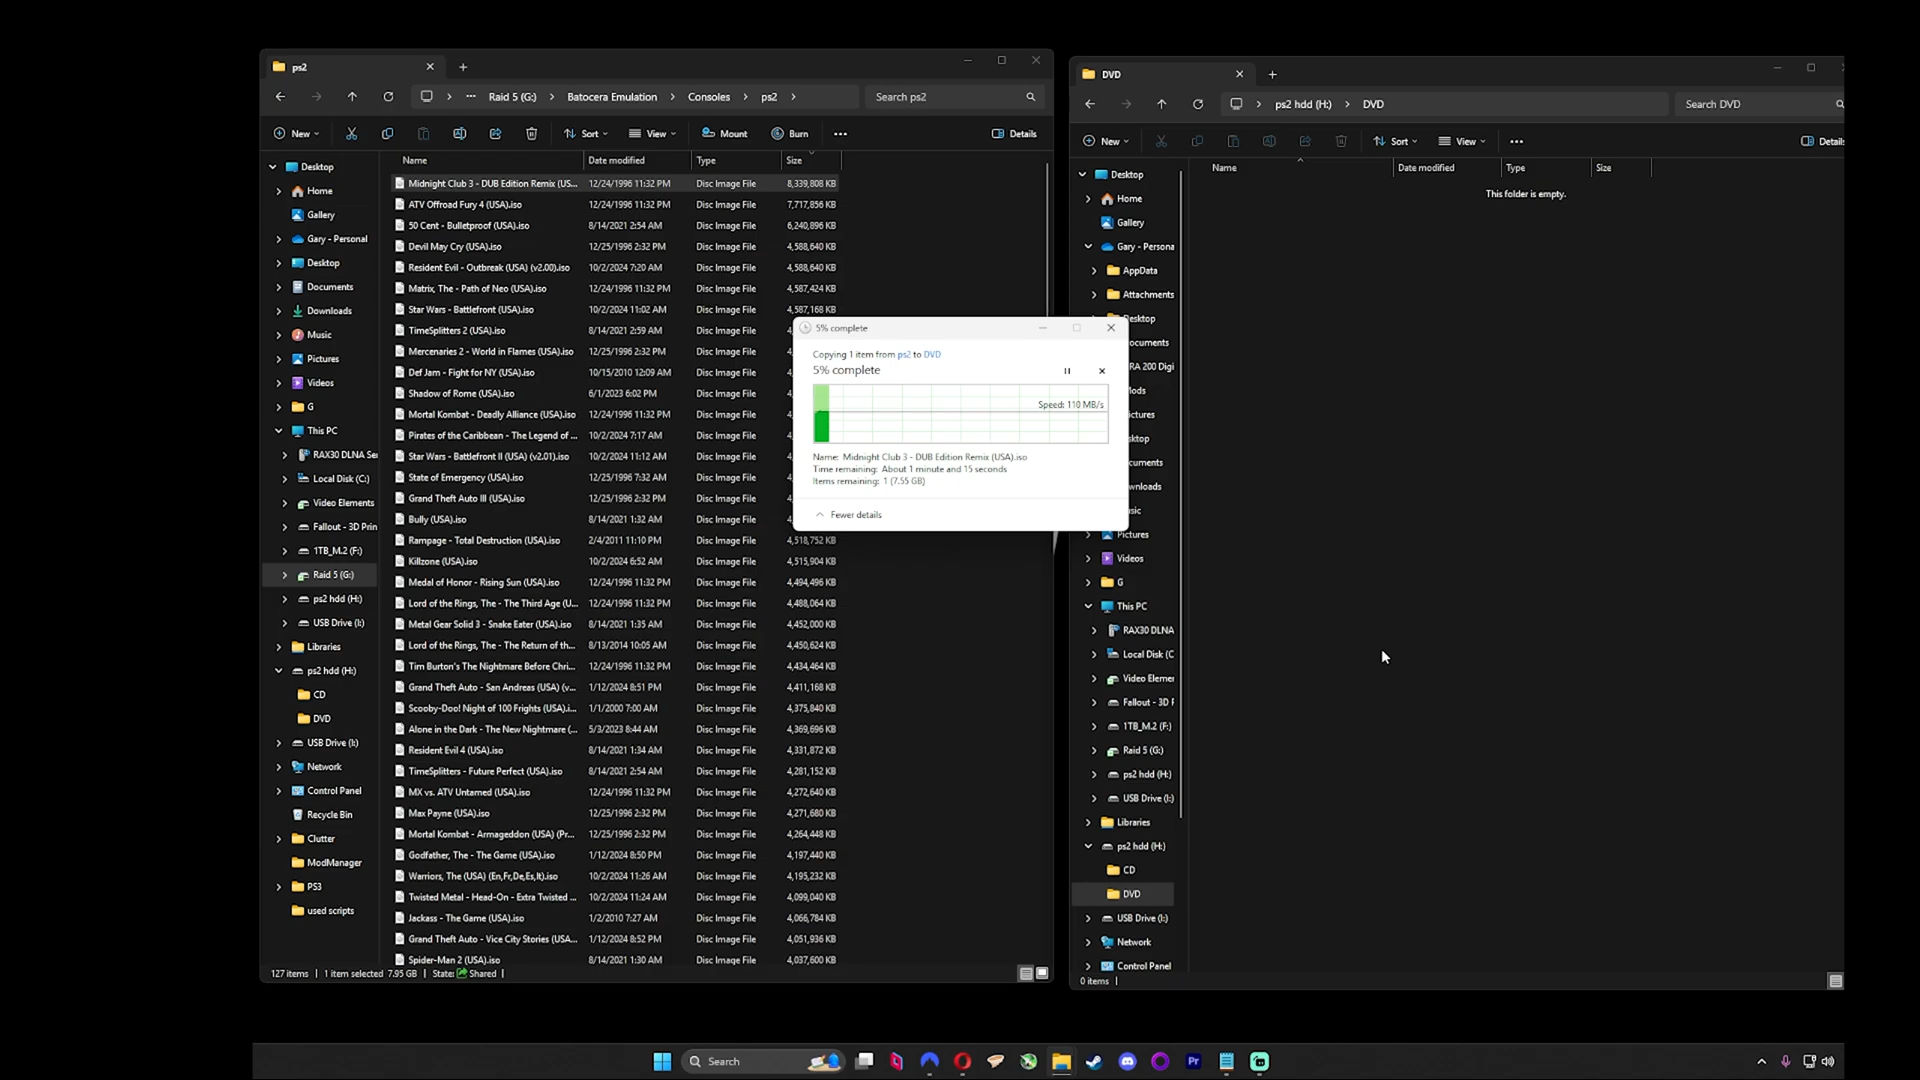 ps2
Raid 5 (G:) Batocera Emulation Consoles ps2
Search ps2
New Sort View Mount Burn Details
Name Date modified Type Size
Desktop
Home
Gallery
Gary - Personal
Desktop
Documents
Downloads
Music
Pictures
Videos
G
This PC
RAX30 DLNA Se
Local Disk (C:)
Video Elements
Fallout - 3D Prin
1TB_M.2 (F:)
Raid 5 (G:)
ps2 hdd (H:)
USB Drive (I:)
Libraries
ps2 hdd (H:)
CD
DVD
USB Drive (I:)
Network
Control Panel
Recycle Bin
Clutter
ModManager
PS3
used scripts
Midnight Club 3 - DUB Edition Remix (US... 12/24/1996 11:32 PM Disc Image File 8,339,808 KB
ATV Offroad Fury 4 (USA).iso 12/24/1996 11:32 PM Disc Image File 7,717,856 KB
50 Cent - Bulletproof (USA).iso 8/14/2021 2:54 AM Disc Image File 6,240,896 KB
Devil May Cry (USA).iso 12/25/1996 2:32 PM Disc Image File 4,588,640 KB
Resident Evil - Outbreak (USA) (v2.00).iso 10/2/2024 7:20 AM Disc Image File 4,588,640 KB
Matrix, The - Path of Neo (USA).iso 12/24/1996 11:32 PM Disc Image File 4,587,424 KB
Star Wars - Battlefront (USA).iso 10/2/2024 11:02 AM Disc Image File 4,587,168 KB
TimeSplitters 2 (USA).iso 8/14/2021 2:59 AM Disc Image File 4,
Mercenaries 2 - World in Flames (USA).iso 12/25/1996 2:32 PM Disc Image File 4,
Def Jam - Fight for NY (USA).iso 10/15/2010 12:09 AM Disc Image File 4,
Shadow of Rome (USA).iso 6/1/2023 6:02 PM Disc Image File 4,
Mortal Kombat - Deadly Alliance (USA).iso 12/24/1996 11:32 PM Disc Image File 4,
Pirates of the Caribbean - The Legend of ... 10/2/2024 7:17 AM Disc Image File 4,
Star Wars - Battlefront II (USA) (v2.01).iso 10/2/2024 11:12 AM Disc Image File 4,
State of Emergency (USA).iso 12/25/1996 7:32 AM Disc Image File 4,
Grand Theft Auto III (USA).iso 12/25/1996 2:32 PM Disc Image File 4,
Bully (USA).iso 8/14/2021 1:32 AM Disc Image File 4,
Rampage - Total Destruction (USA).iso 2/4/2011 11:10 PM Disc Image File 4,518,752 KB
Killzone (USA).iso 10/2/2024 6:52 AM Disc Image File 4,515,904 KB
Medal of Honor - Rising Sun (USA).iso 12/24/1996 11:32 PM Disc Image File 4,494,496 KB
Lord of the Rings, The - The Third Age (U... 12/24/1996 11:32 PM Disc Image File 4,488,064 KB
Metal Gear Solid 3 - Snake Eater (USA).iso 8/14/2021 1:35 AM Disc Image File 4,452,000 KB
Lord of the Rings, The - The Return of th... 8/13/2014 10:05 AM Disc Image File 4,450,624 KB
Tim Burton's The Nightmare Before Chri... 12/24/1996 11:32 PM Disc Image File 4,434,464 KB
Grand Theft Auto - San Andreas (USA) (v... 1/12/2024 8:51 PM Disc Image File 4,411,168 KB
Scooby-Doo! Night of 100 Frights (USA).i... 1/1/2000 7:00 AM Disc Image File 4,375,840 KB
Alone in the Dark - The New Nightmare (... 5/3/2023 8:44 AM Disc Image File 4,369,696 KB
Resident Evil 4 (USA).iso 8/14/2021 1:34 AM Disc Image File 4,331,872 KB
TimeSplitters - Future Perfect (USA).iso 8/14/2021 2:54 AM Disc Image File 4,281,152 KB
MX vs. ATV Untamed (USA).iso 12/24/1996 11:32 PM Disc Image File 4,272,640 KB
Max Payne (USA).iso 12/25/1996 2:32 PM Disc Image File 4,271,680 KB
Mortal Kombat - Armageddon (USA) (Pr... 12/25/1996 2:32 PM Disc Image File 4,264,448 KB
Godfather, The - The Game (USA).iso 1/12/2024 8:50 PM Disc Image File 4,197,440 KB
Warriors, The (USA) (En,Fr,De,Es,It).iso 10/2/2024 11:26 AM Disc Image File 4,195,232 KB
Twisted Metal - Head-On - Extra Twisted ... 10/2/2024 11:24 AM Disc Image File 4,099,040 KB
Jackass - The Game (USA).iso 1/2/2010 7:27 AM Disc Image File 4,066,784 KB
Grand Theft Auto - Vice City Stories (USA... 1/12/2024 8:52 PM Disc Image File 4,051,936 KB
Spider-Man 2 (USA).iso 8/14/2021 1:30 AM Disc Image File 4,037,600 KB
127 items 1 item selected 7.95 GB State: Shared
5% complete
Copying 1 item from ps2 to DVD
5% complete
Speed: 110 MB/s
Name: Midnight Club 3 - DUB Edition Remix (USA).iso
Time remaining: About 1 minute and 15 seconds
Items remaining: 1 (7.55 GB)
Fewer details
DVD
ps2 hdd (H:) DVD
Search DVD
New Sort View Details
Name Date modified Type Size
This folder is empty.
Desktop
Home
Gallery
Gary - Persona
AppData
Attachments
Desktop
ocuments
RA 200 Digi
ods
ictures
sktop
cuments
wnloads
sic
Pictures
Videos
G
This PC
RAX30 DLNA
Local Disk (C
Video Elemen
Fallout - 3D P
1TB_M.2 (F:)
Raid 5 (G:)
ps2 hdd (H:)
USB Drive (I:)
Libraries
ps2 hdd (H:)
CD
DVD
USB Drive (I:)
Network
Control Panel
0 items
Search
Pr